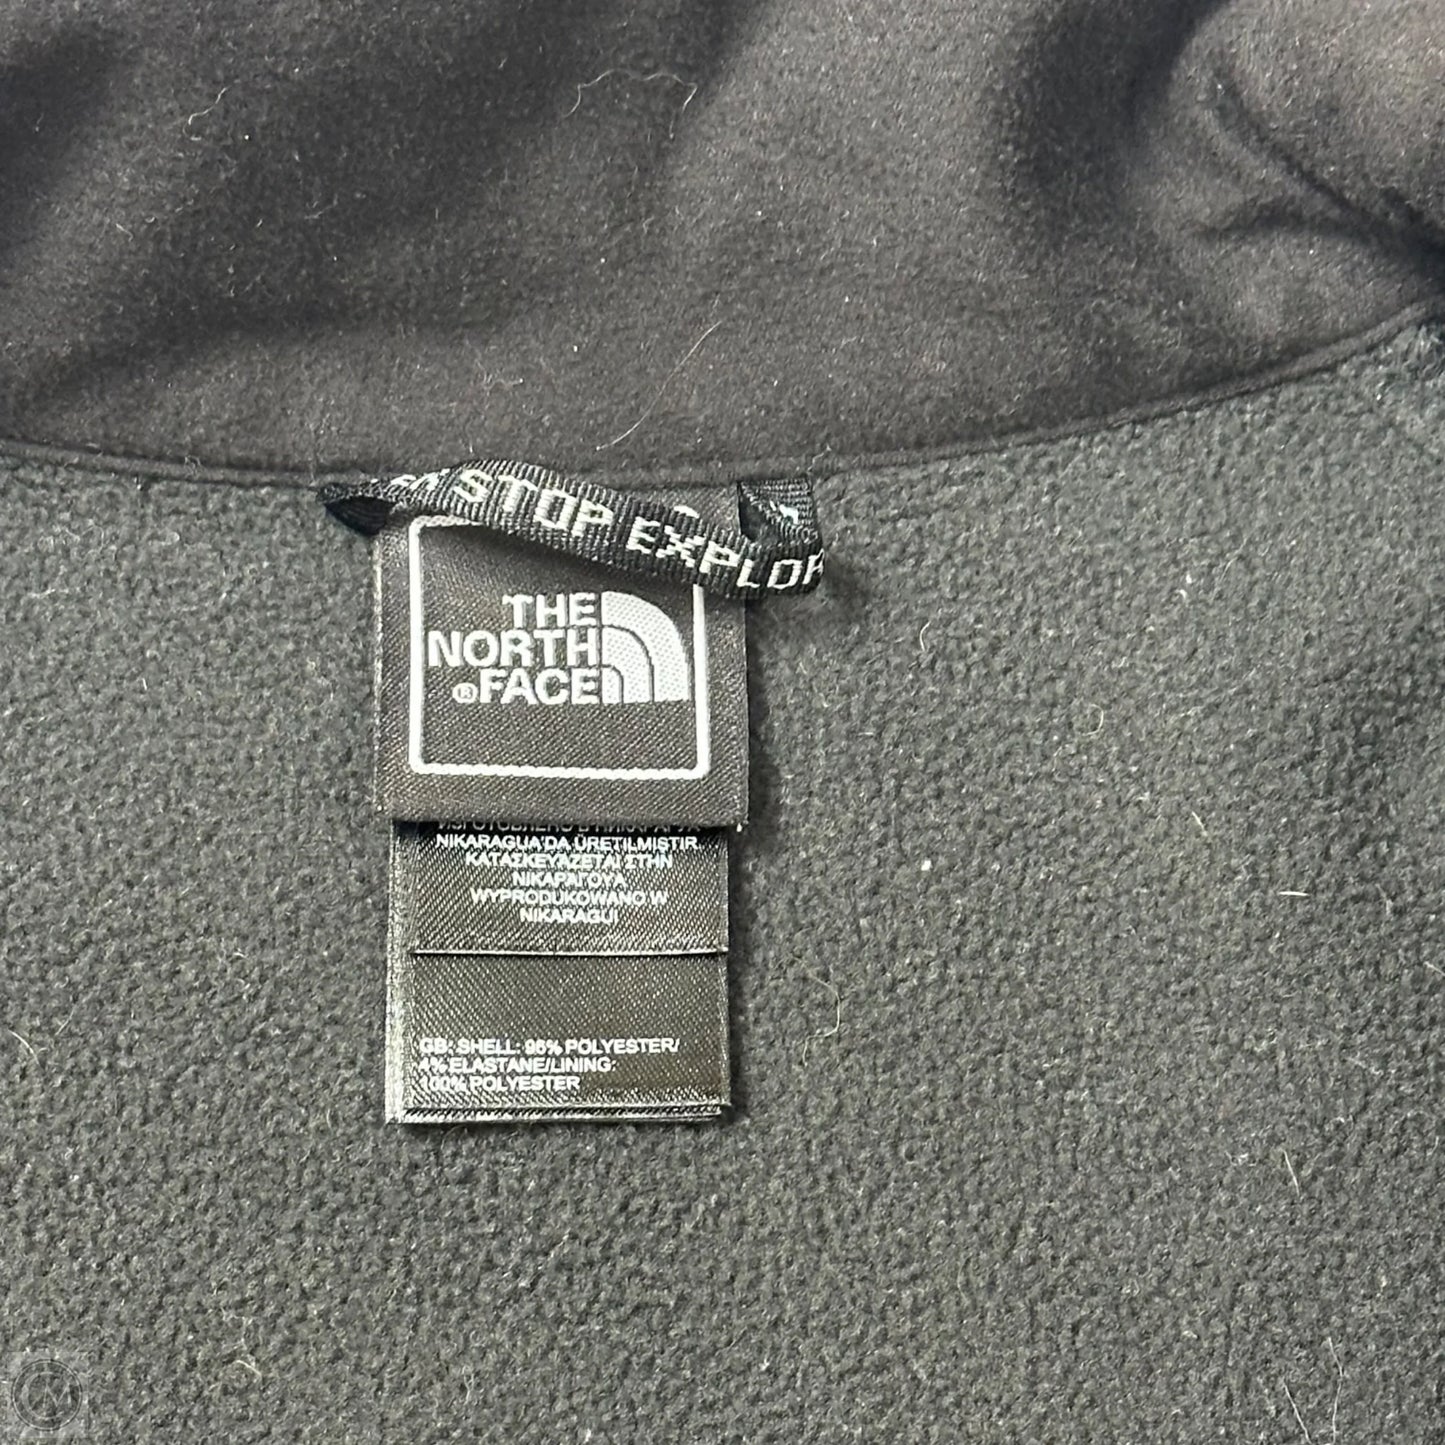 STOP EXPLOR
THE
NORTH
® FACE
NIKARAGUA'DA ÜRETILMISTIR
ΚΑΤΑΣΚΕΥΑΖΕΤΑΙ ΣΤΗΝ
ΝΙΚΑΡΑΓΟΥΑ
WYPRODUKOWANO W
NIKARAGUI
GB: SHELL: 96% POLYESTER/
4% ELASTANE/LINING:
100% POLYESTER